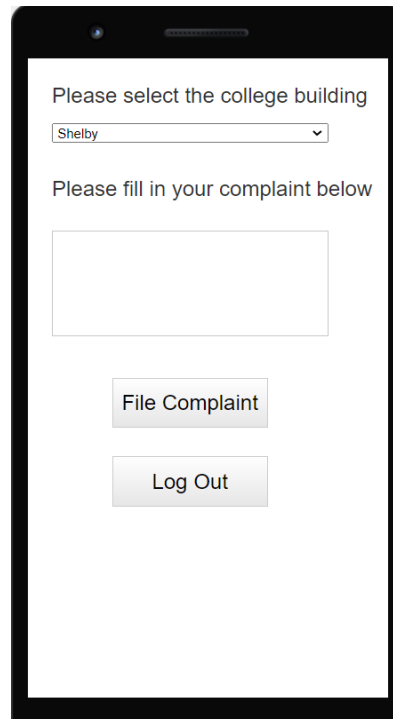 Please select the college building
Shelby
Please fill in your complaint below
File Complaint
Log Out